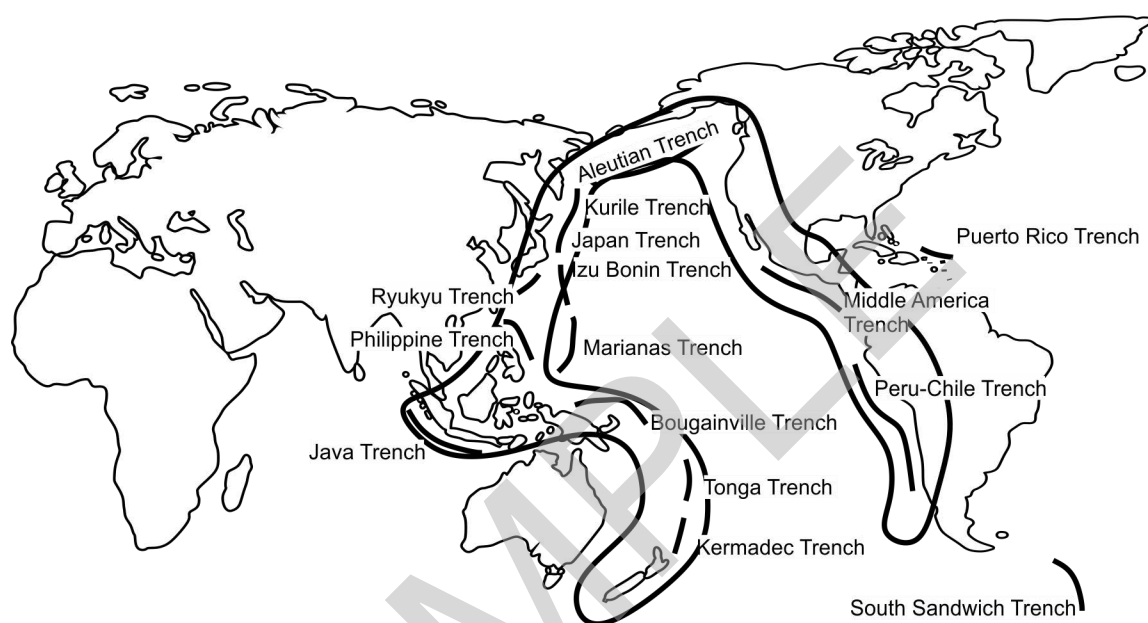 Aleutian Trench
Kurile Trench
Japan Trench
Izu Bonin Trench
Puerto Rico Trench
Ryukyu Trench
Middle America
Trench
Philippine Trench
Marianas Trench
Peru-Chile Trench
Bougainville Trench
Java Trench
Tonga Trench
Kermadec Trench
South Sandwich Trench
MPLE